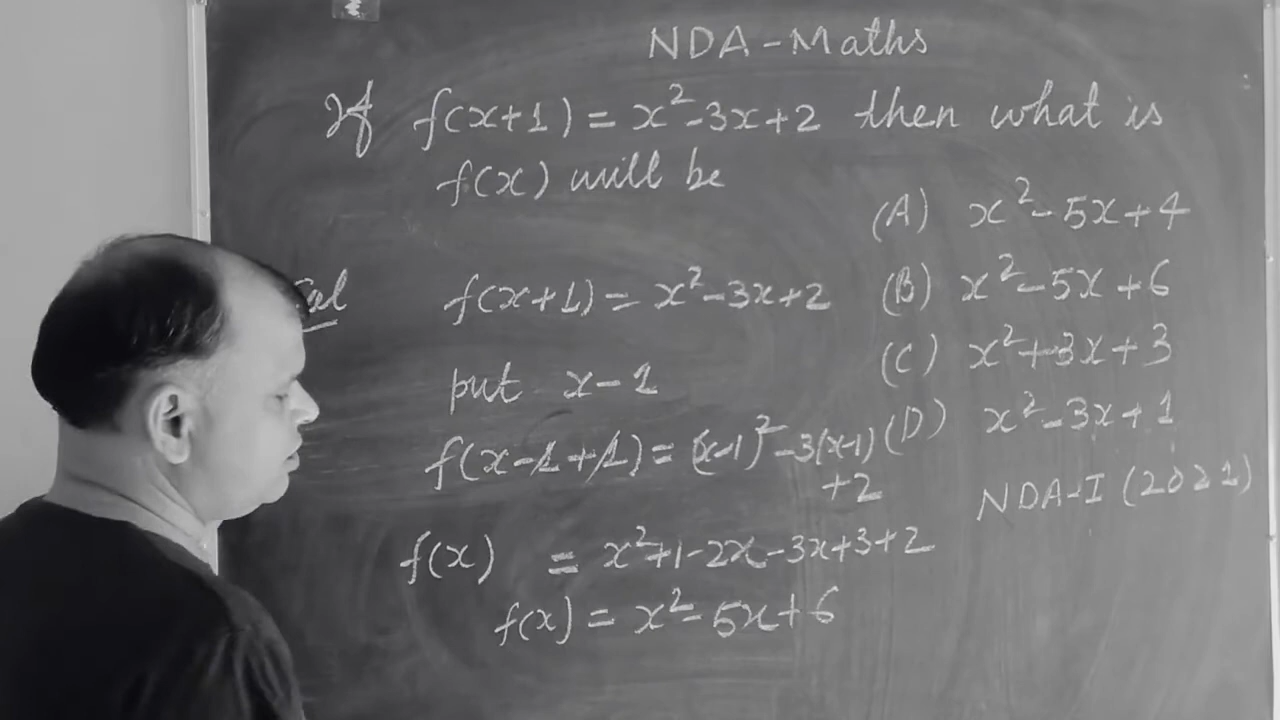 NDA-Maths
If f(x+1) = x²-3x+2 then what is
f(x) will be
(A) x²-5x+4
f(x+1) = x²-3x+2
(B) x²-5x+6
(C) x²+3x+3
put x-1
(D) x²-3x+1
f(x-1+1) = (x-1)²-3(x-1)
+2
NDA-I (2021)
f(x) = x²+1-2x-3x+3+2
f(x) = x²-5x+6